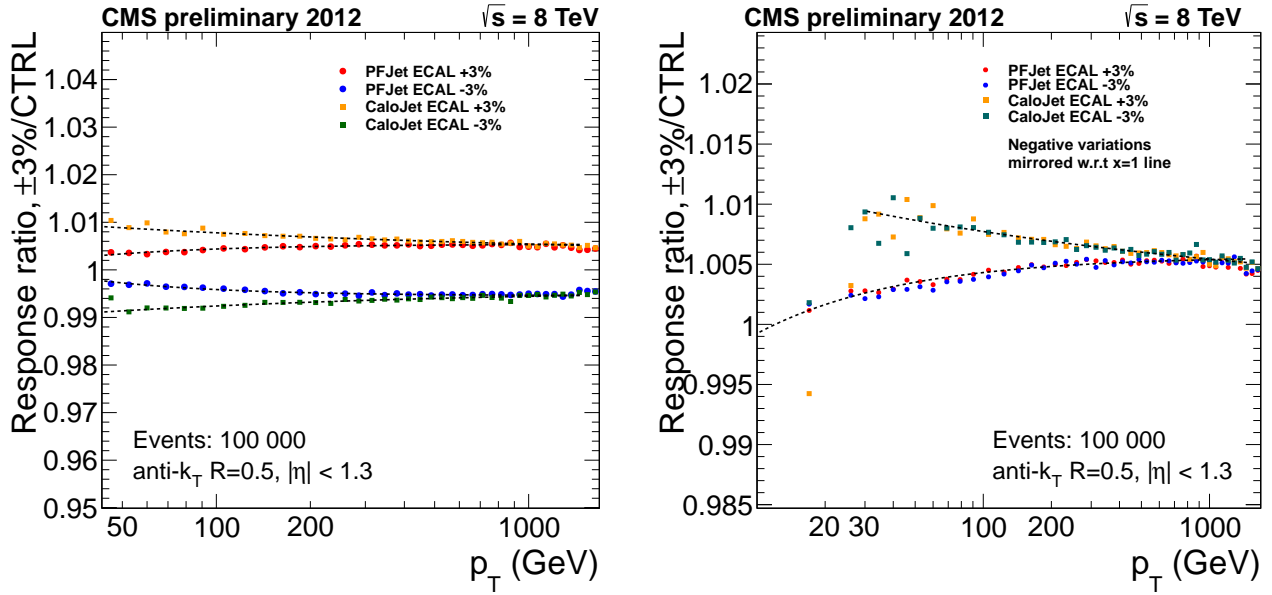 CMS preliminary 2012 √s = 8 TeV
Response ratio, ±3%/CTRL
1.04
1.03
1.02
1.01
1
0.99
0.98
0.97
0.96
0.95
PFJet ECAL +3%
PFJet ECAL -3%
CaloJet ECAL +3%
CaloJet ECAL -3%
Events: 100 000
anti-k_T R=0.5, |η| < 1.3
50 100 200 1000
p_T (GeV)
CMS preliminary 2012 √s = 8 TeV
Response ratio, ±3%/CTRL
1.02
1.015
1.01
1.005
1
0.995
0.99
0.985
PFJet ECAL +3%
PFJet ECAL -3%
CaloJet ECAL +3%
CaloJet ECAL -3%
Negative variations
mirrored w.r.t x=1 line
Events: 100 000
anti-k_T R=0.5, |η| < 1.3
20 30 100 200 1000
p_T (GeV)